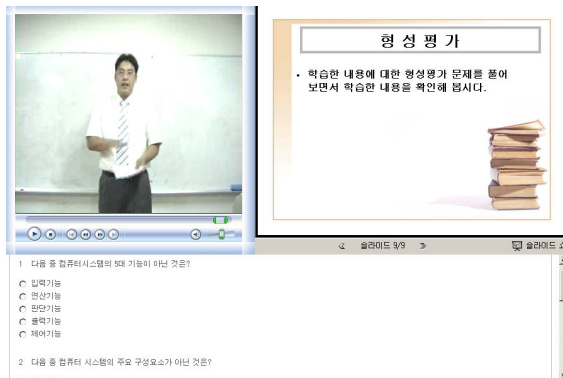 형성평가
• 학습한 내용에 대한 형성평가 문제를 풀어
보면서 학습한 내용을 확인해 봅시다.
슬라이드 9/9
슬라이드
1 다음 중 컴퓨터시스템의 5대 기능이 아닌 것은?
입력기능
연산기능
판단기능
출력기능
제어기능
2 다음 중 컴퓨터 시스템의 주요 구성요소가 아닌 것은?